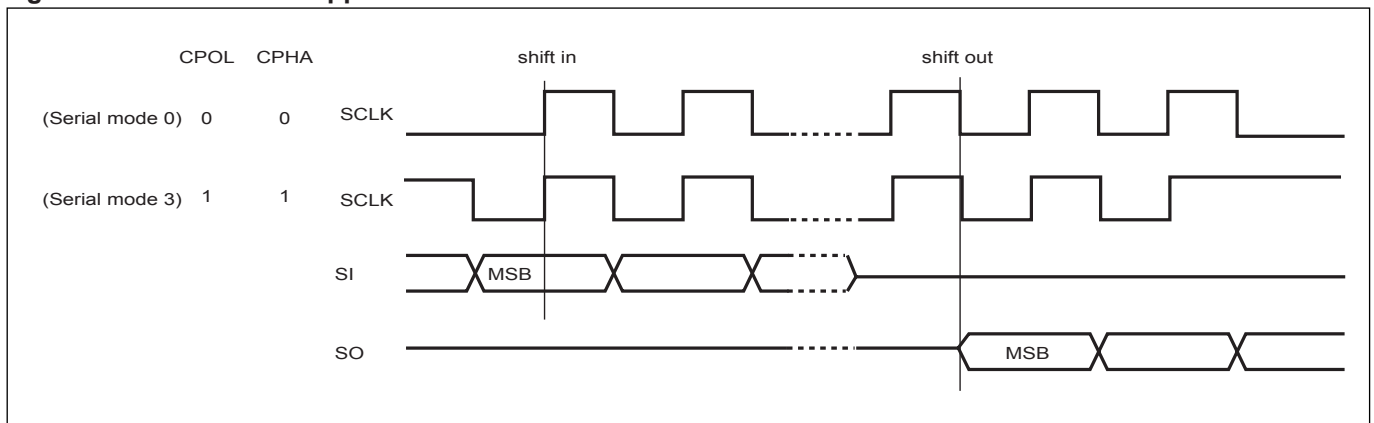 CPOL CPHA shift in shift out
(Serial mode 0) 0 0 SCLK
(Serial mode 3) 1 1 SCLK
SI MSB
SO MSB